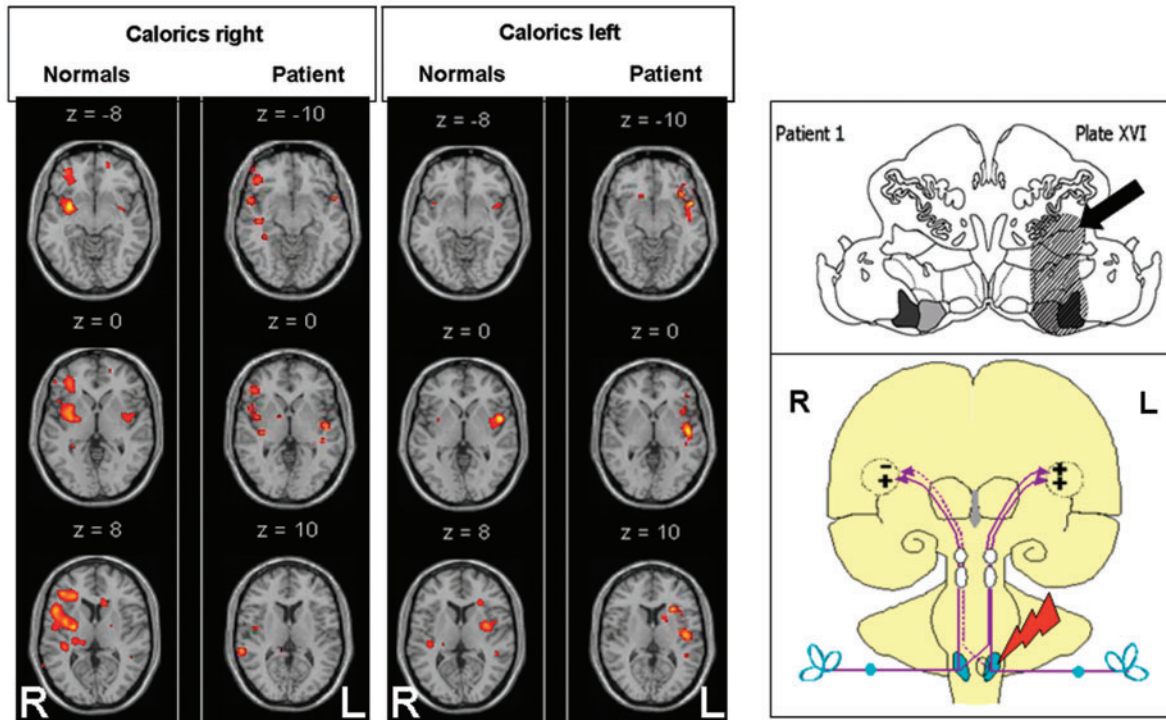 Calorics right
Normals
Patient
Calorics left
Normals
Patient
z = -8
z = -10
z = -8
z = -10
z = 0
z = 0
z = 0
z = 0
z = 8
z = 10
z = 8
z = 10
R
L
R
L
Patient 1
Plate XVI
R
L
-
+
+
+